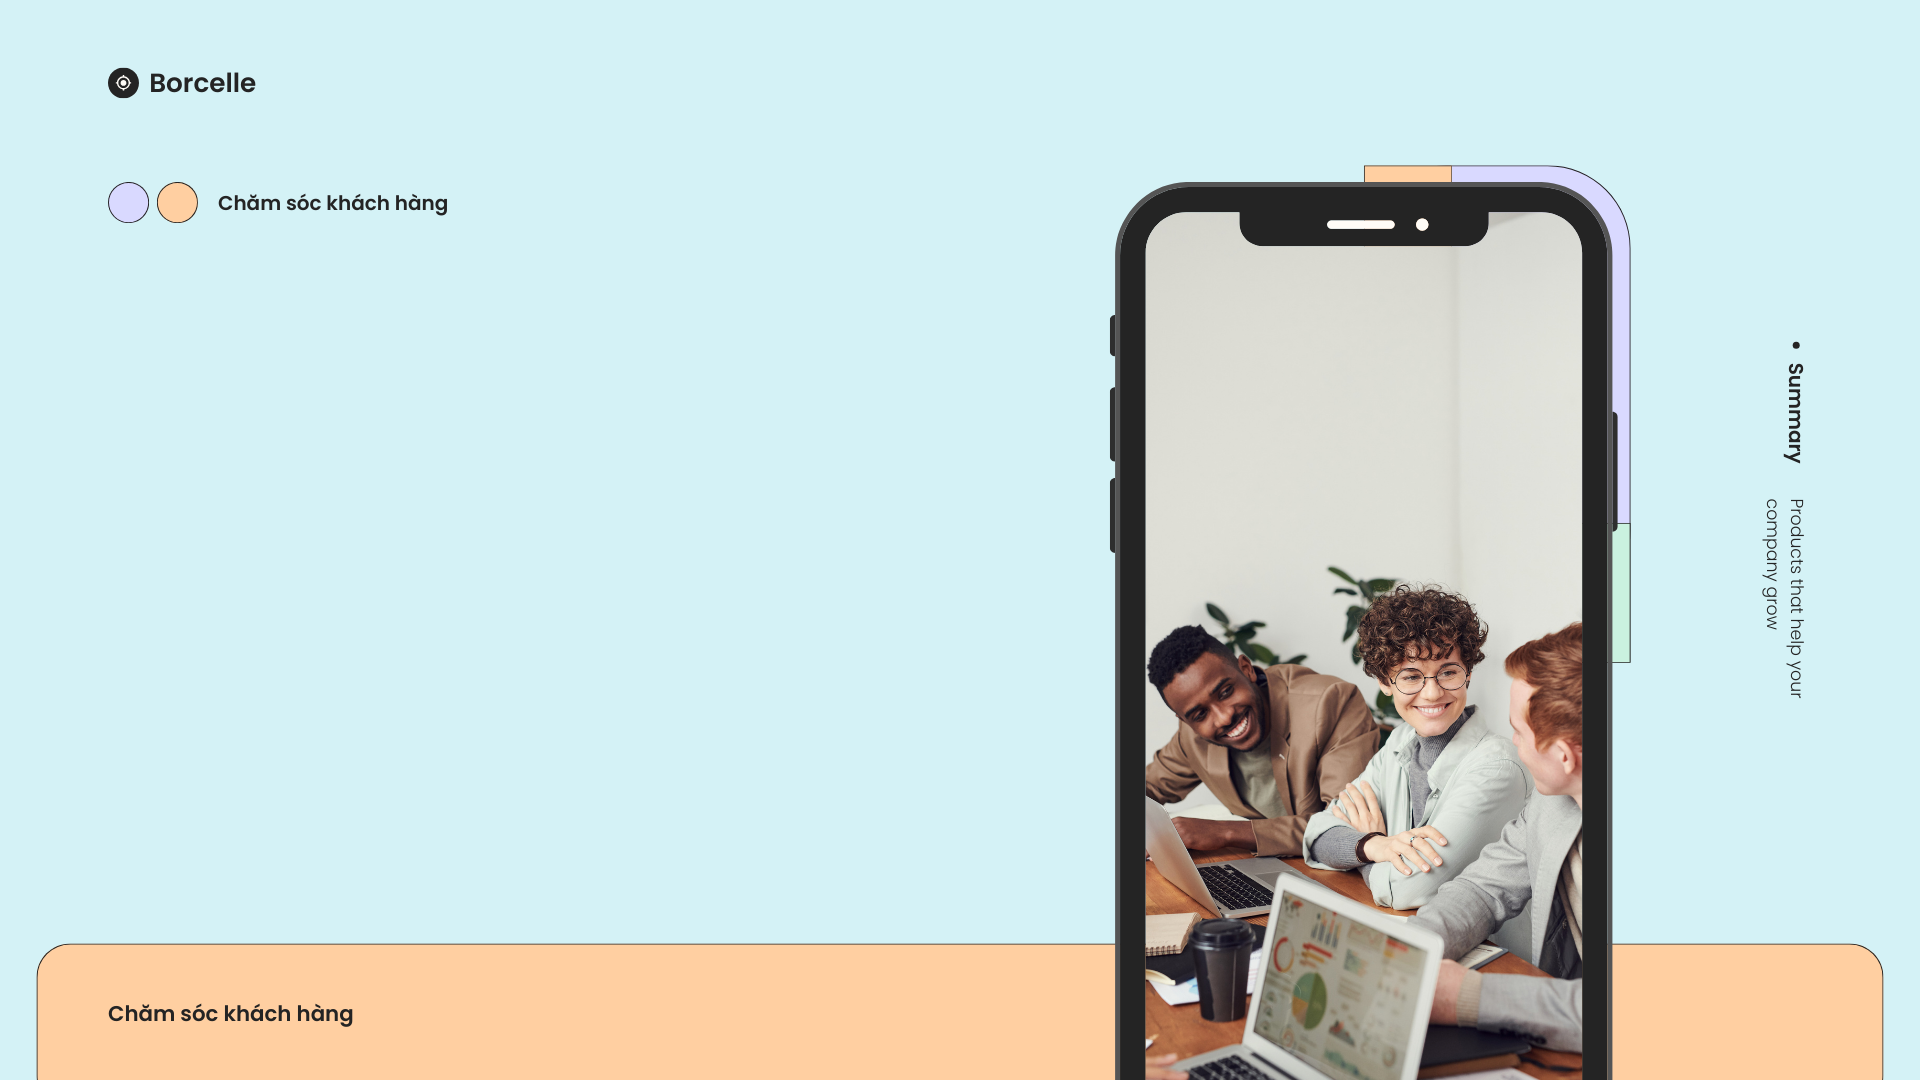 Borcelle
Chăm sóc khách hàng
Summary
Products that help your
company grow
Chăm sóc khách hàng